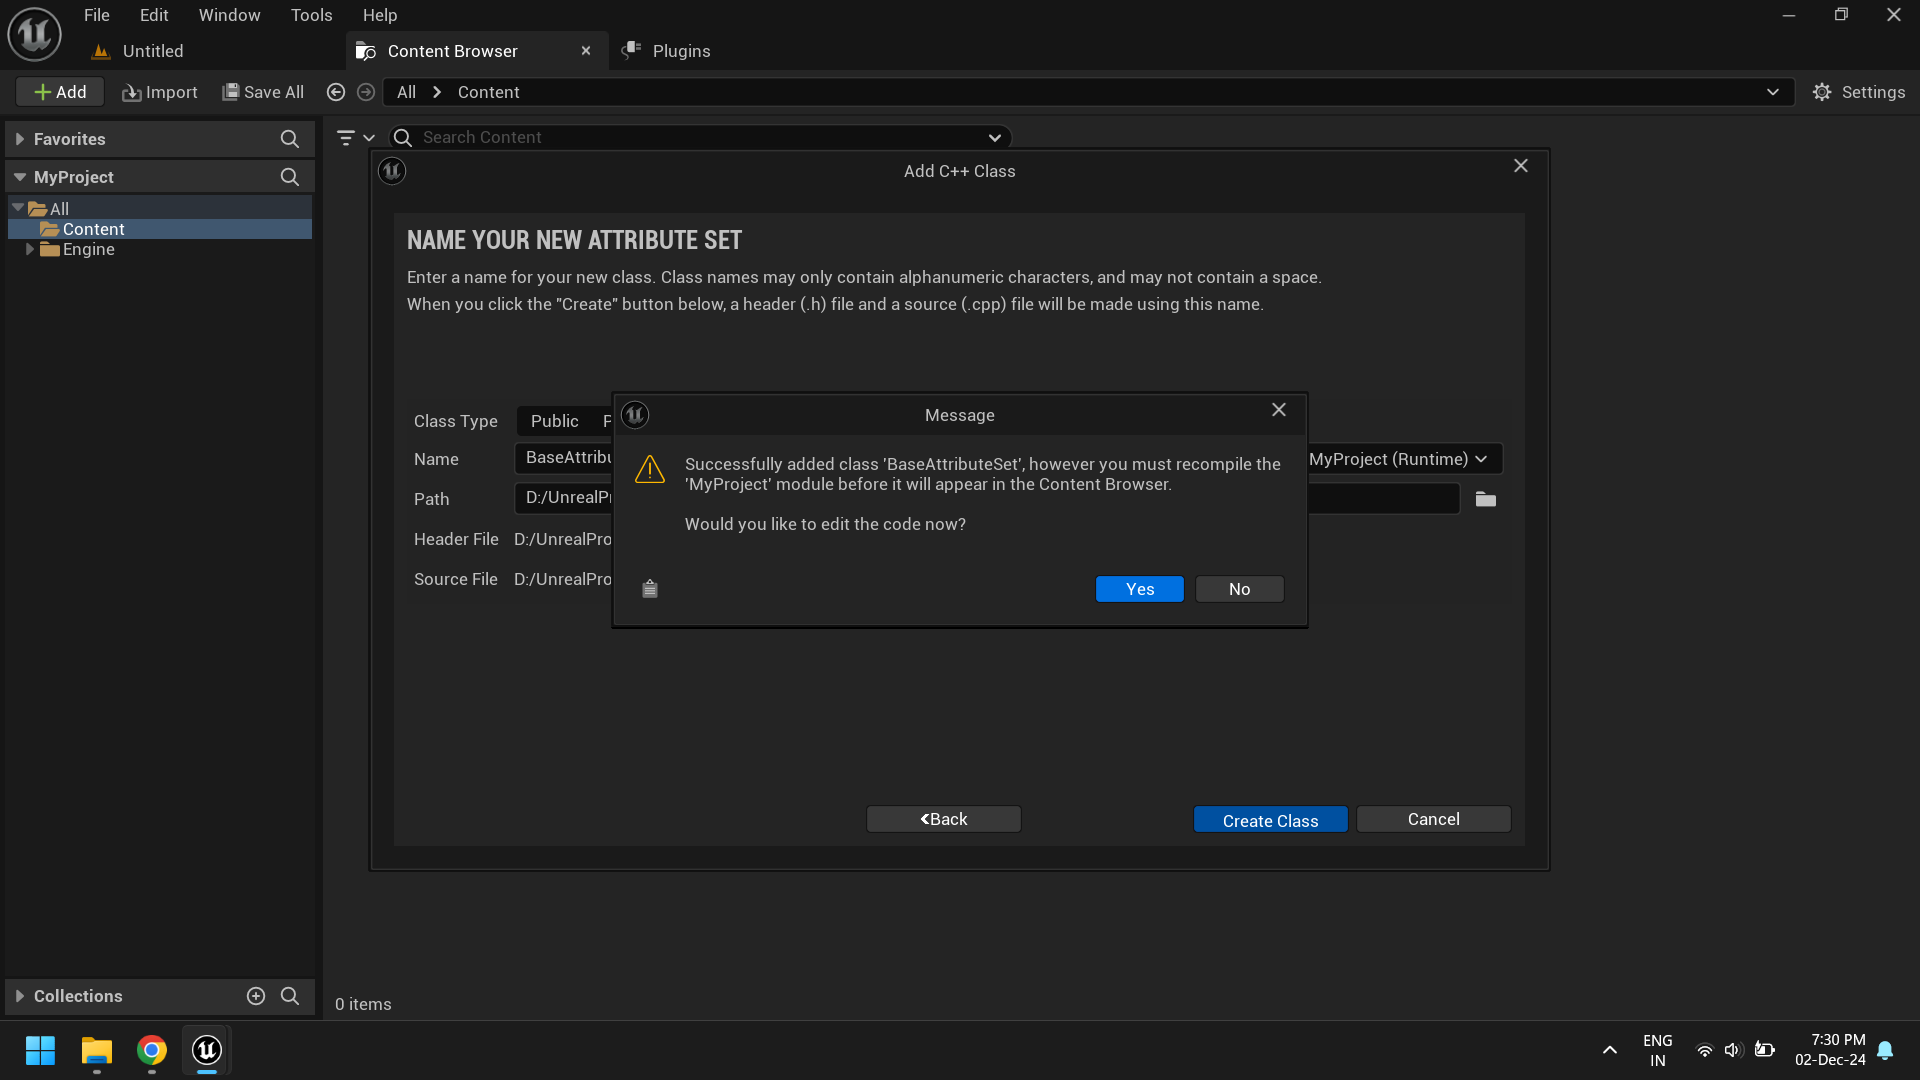 File Edit Window Tools Help
Untitled Content Browser Plugins
Add Import Save All All Content Settings
Favorites
Search Content
MyProject
All
Content
Engine
Add C++ Class
NAME YOUR NEW ATTRIBUTE SET
Enter a name for your new class. Class names may only contain alphanumeric characters, and may not contain a space.
When you click the "Create" button below, a header (.h) file and a source (.cpp) file will be made using this name.
Class Type Public P
Name BaseAttribu MyProject (Runtime)
Path D:/UnrealPr
Header File D:/UnrealPro
Source File D:/UnrealPro
Message
Successfully added class 'BaseAttributeSet', however you must recompile the
'MyProject' module before it will appear in the Content Browser.
Would you like to edit the code now?
Yes No
Back Create Class Cancel
Collections
0 items
ENG
IN
7:30 PM
02-Dec-24